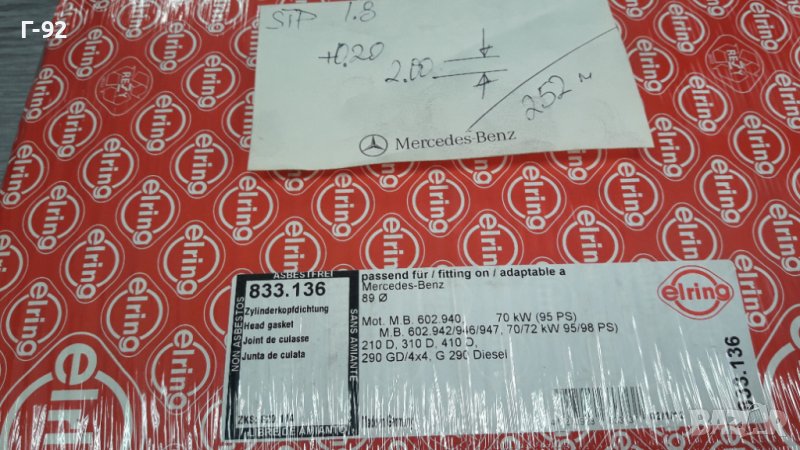 Г-92
STP 1.8
+0.20
2.00
252 м
Mercedes-Benz
elring
REZY
ASBESTFREI
NON ASBESTOS
SANS AMIANTE
833.136
Zylinderkopfdichtung
Head gasket
Joint de culasse
Junta de culata
passend für / fitting on / adaptable a
Mercedes-Benz
89 Ø
Mot. M.B. 602.940, 70 kW (95 PS)
M.B. 602.942/946/947, 70/72 kW 95/98 PS)
210 D, 310 D, 410 D,
290 GD/4x4, G 290 Diesel
Made in Germany
elring
833.136